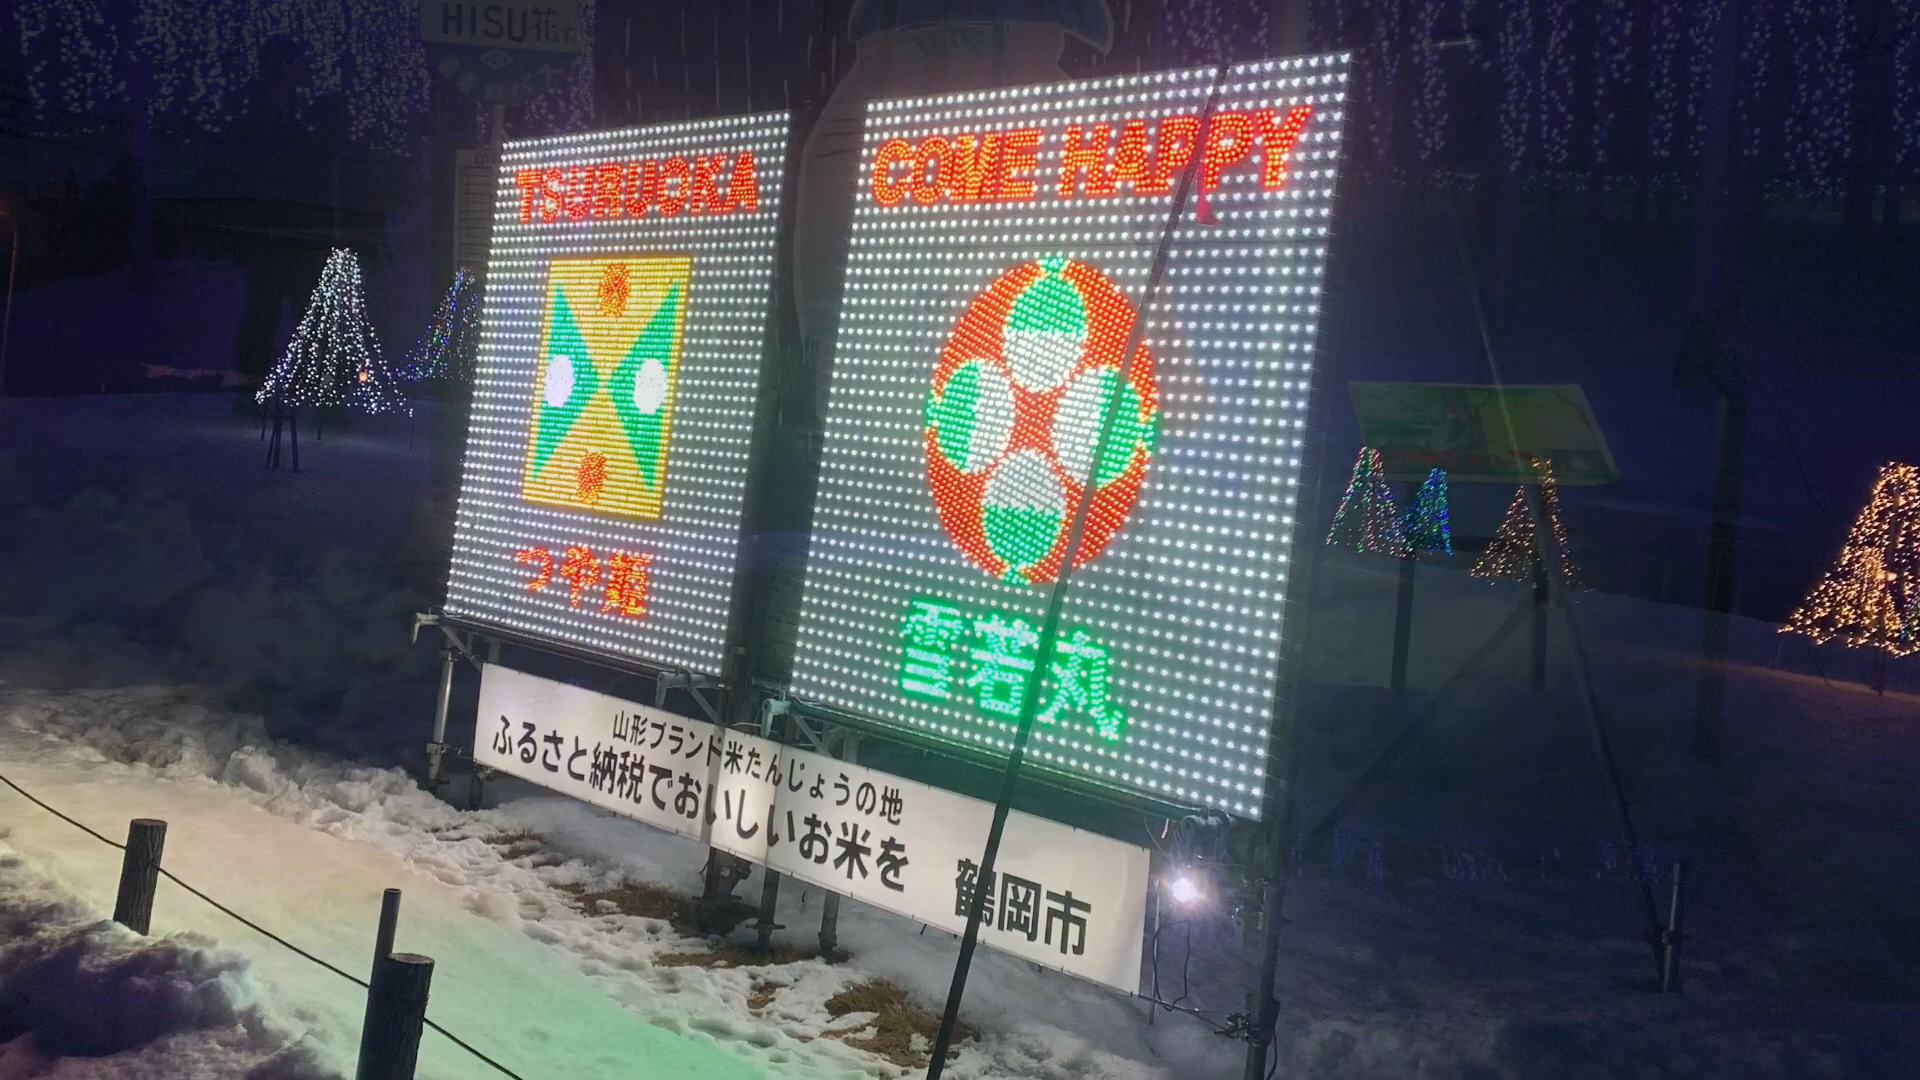 HISU花
TSURUOKA
つや姫
COME HAPPY
雪若丸
山形ブランド米たんじょうの地
ふるさと納税でおいしいお米を 鶴岡市